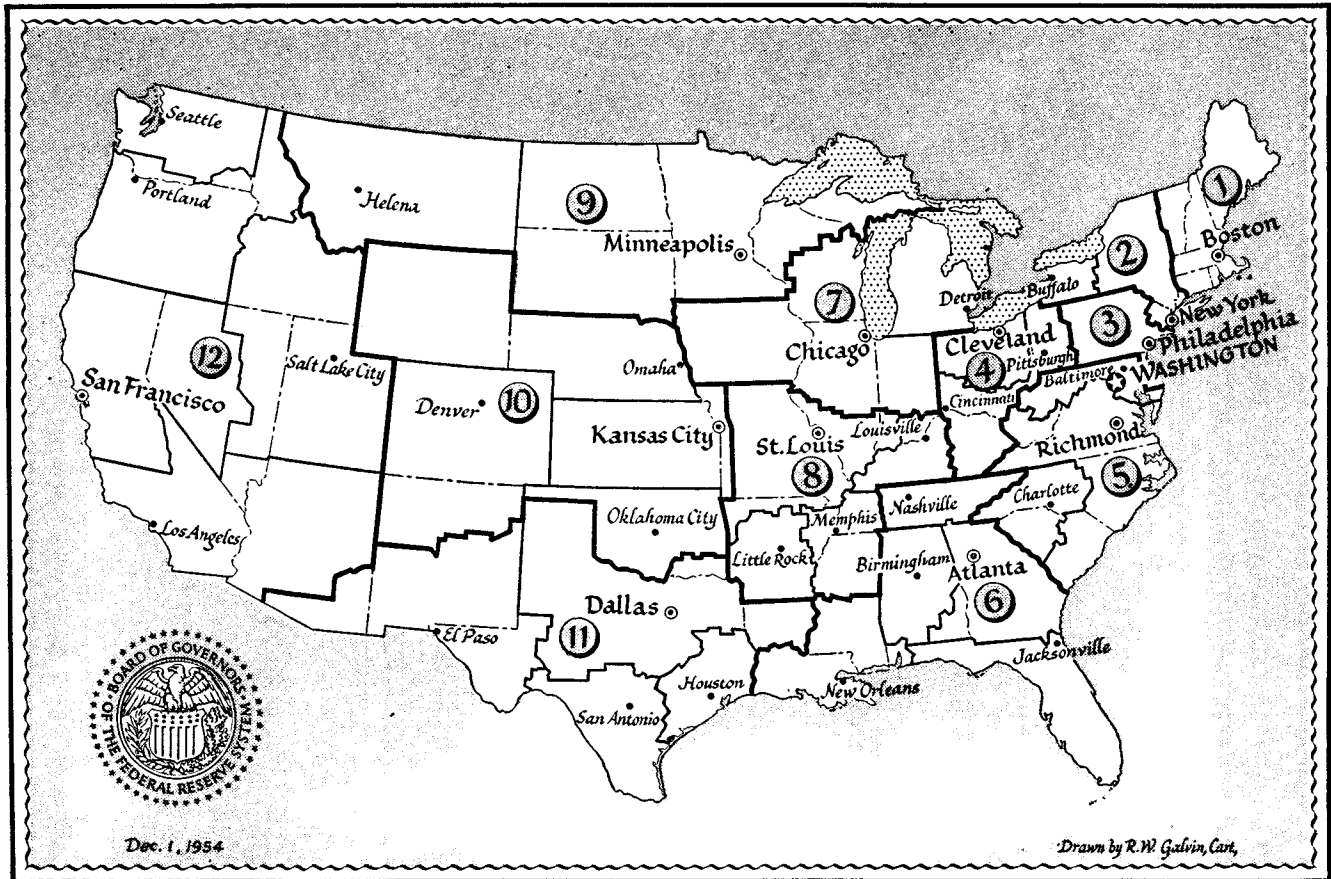 Seattle
Portland
Helena
9
Minneapolis
1
Boston
2
Buffalo
Detroit
7
Chicago
New York
3
Philadelphia
Cleveland
Pittsburgh
4
WASHINGTON
Baltimore
Cincinnati
12
Salt Lake City
San Francisco
Omaha
Denver
10
Kansas City
St. Louis
Louisville
8
Richmond
5
Charlotte
Nashville
Memphis
Los Angeles
Oklahoma City
Little Rock
Birmingham
Atlanta
6
Dallas
11
El Paso
Jacksonville
Houston
New Orleans
San Antonio
BOARD OF GOVERNORS
OF THE FEDERAL RESERVE SYSTEM
Dec. 1, 1954
Drawn by R.W. Galvin, Cart,